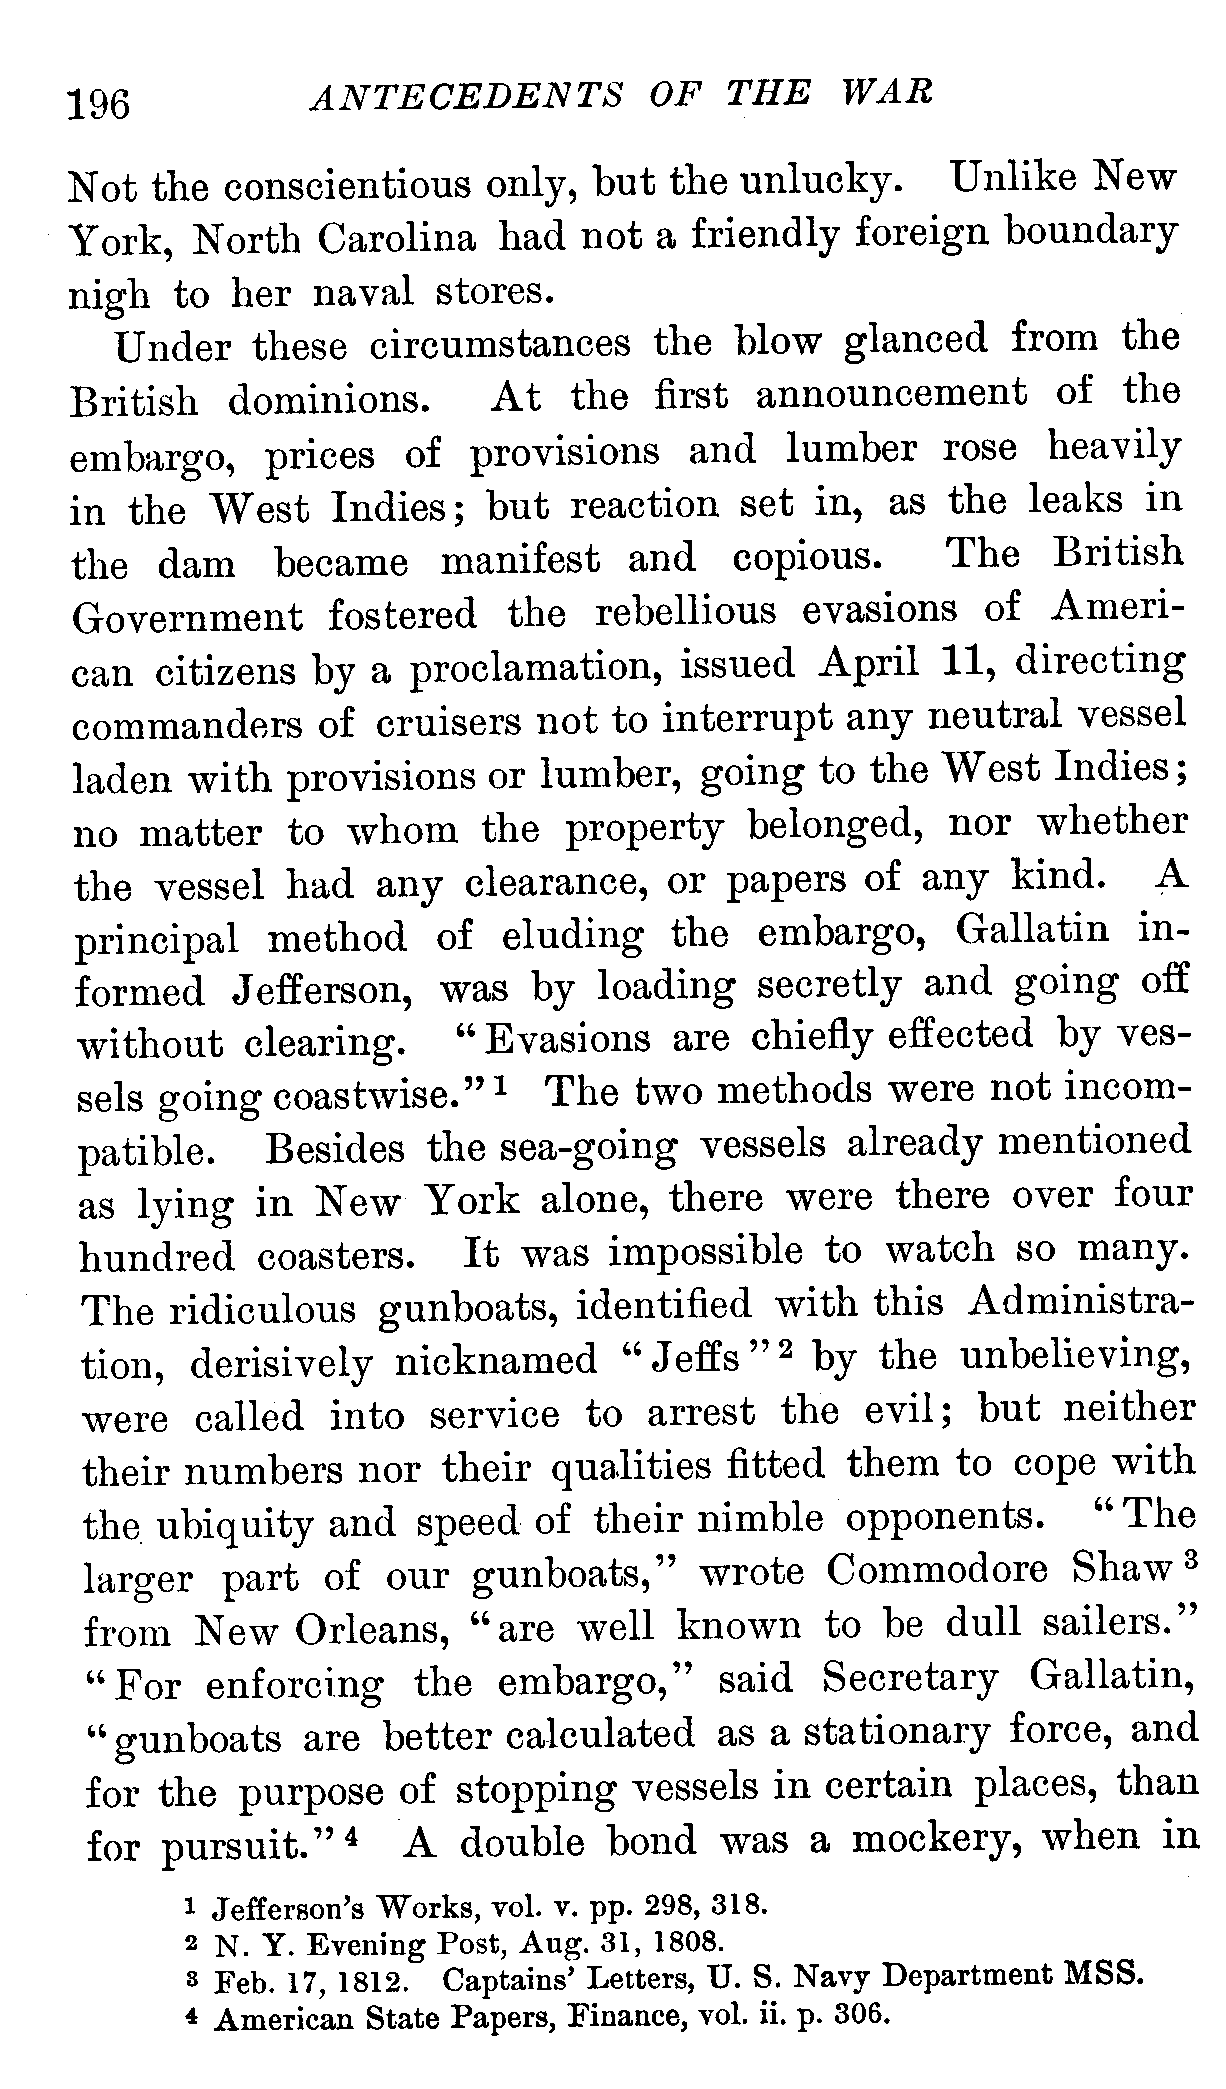 196 ANTECEDENTS OF THE WAR
Not the conscientious only, but the unlucky. Unlike New
York, North Carolina had not a friendly foreign boundary
nigh to her naval stores.
Under these circumstances the blow glanced from the
British dominions. At the first announcement of the
embargo, prices of provisions and lumber rose heavily
in the West Indies; but reaction set in, as the leaks in
the dam became manifest and copious. The British
Government fostered the rebellious evasions of Ameri-
can citizens by a proclamation, issued April 11, directing
commanders of cruisers not to interrupt any neutral vessel
laden with provisions or lumber, going to the West Indies;
no matter to whom the property belonged, nor whether
the vessel had any clearance, or papers of any kind. A
principal method of eluding the embargo, Gallatin in-
formed Jefferson, was by loading secretly and going off
without clearing. "Evasions are chiefly effected by ves-
sels going coastwise."¹ The two methods were not incom-
patible. Besides the sea-going vessels already mentioned
as lying in New York alone, there were there over four
hundred coasters. It was impossible to watch so many.
The ridiculous gunboats, identified with this Administra-
tion, derisively nicknamed "Jeffs"² by the unbelieving,
were called into service to arrest the evil; but neither
their numbers nor their qualities fitted them to cope with
the ubiquity and speed of their nimble opponents. "The
larger part of our gunboats," wrote Commodore Shaw³
from New Orleans, "are well known to be dull sailers."
"For enforcing the embargo," said Secretary Gallatin,
"gunboats are better calculated as a stationary force, and
for the purpose of stopping vessels in certain places, than
for pursuit."⁴ A double bond was a mockery, when in
¹ Jefferson's Works, vol. v. pp. 298, 318.
² N. Y. Evening Post, Aug. 31, 1808.
³ Feb. 17, 1812. Captains' Letters, U. S. Navy Department MSS.
⁴ American State Papers, Finance, vol. ii. p. 306.